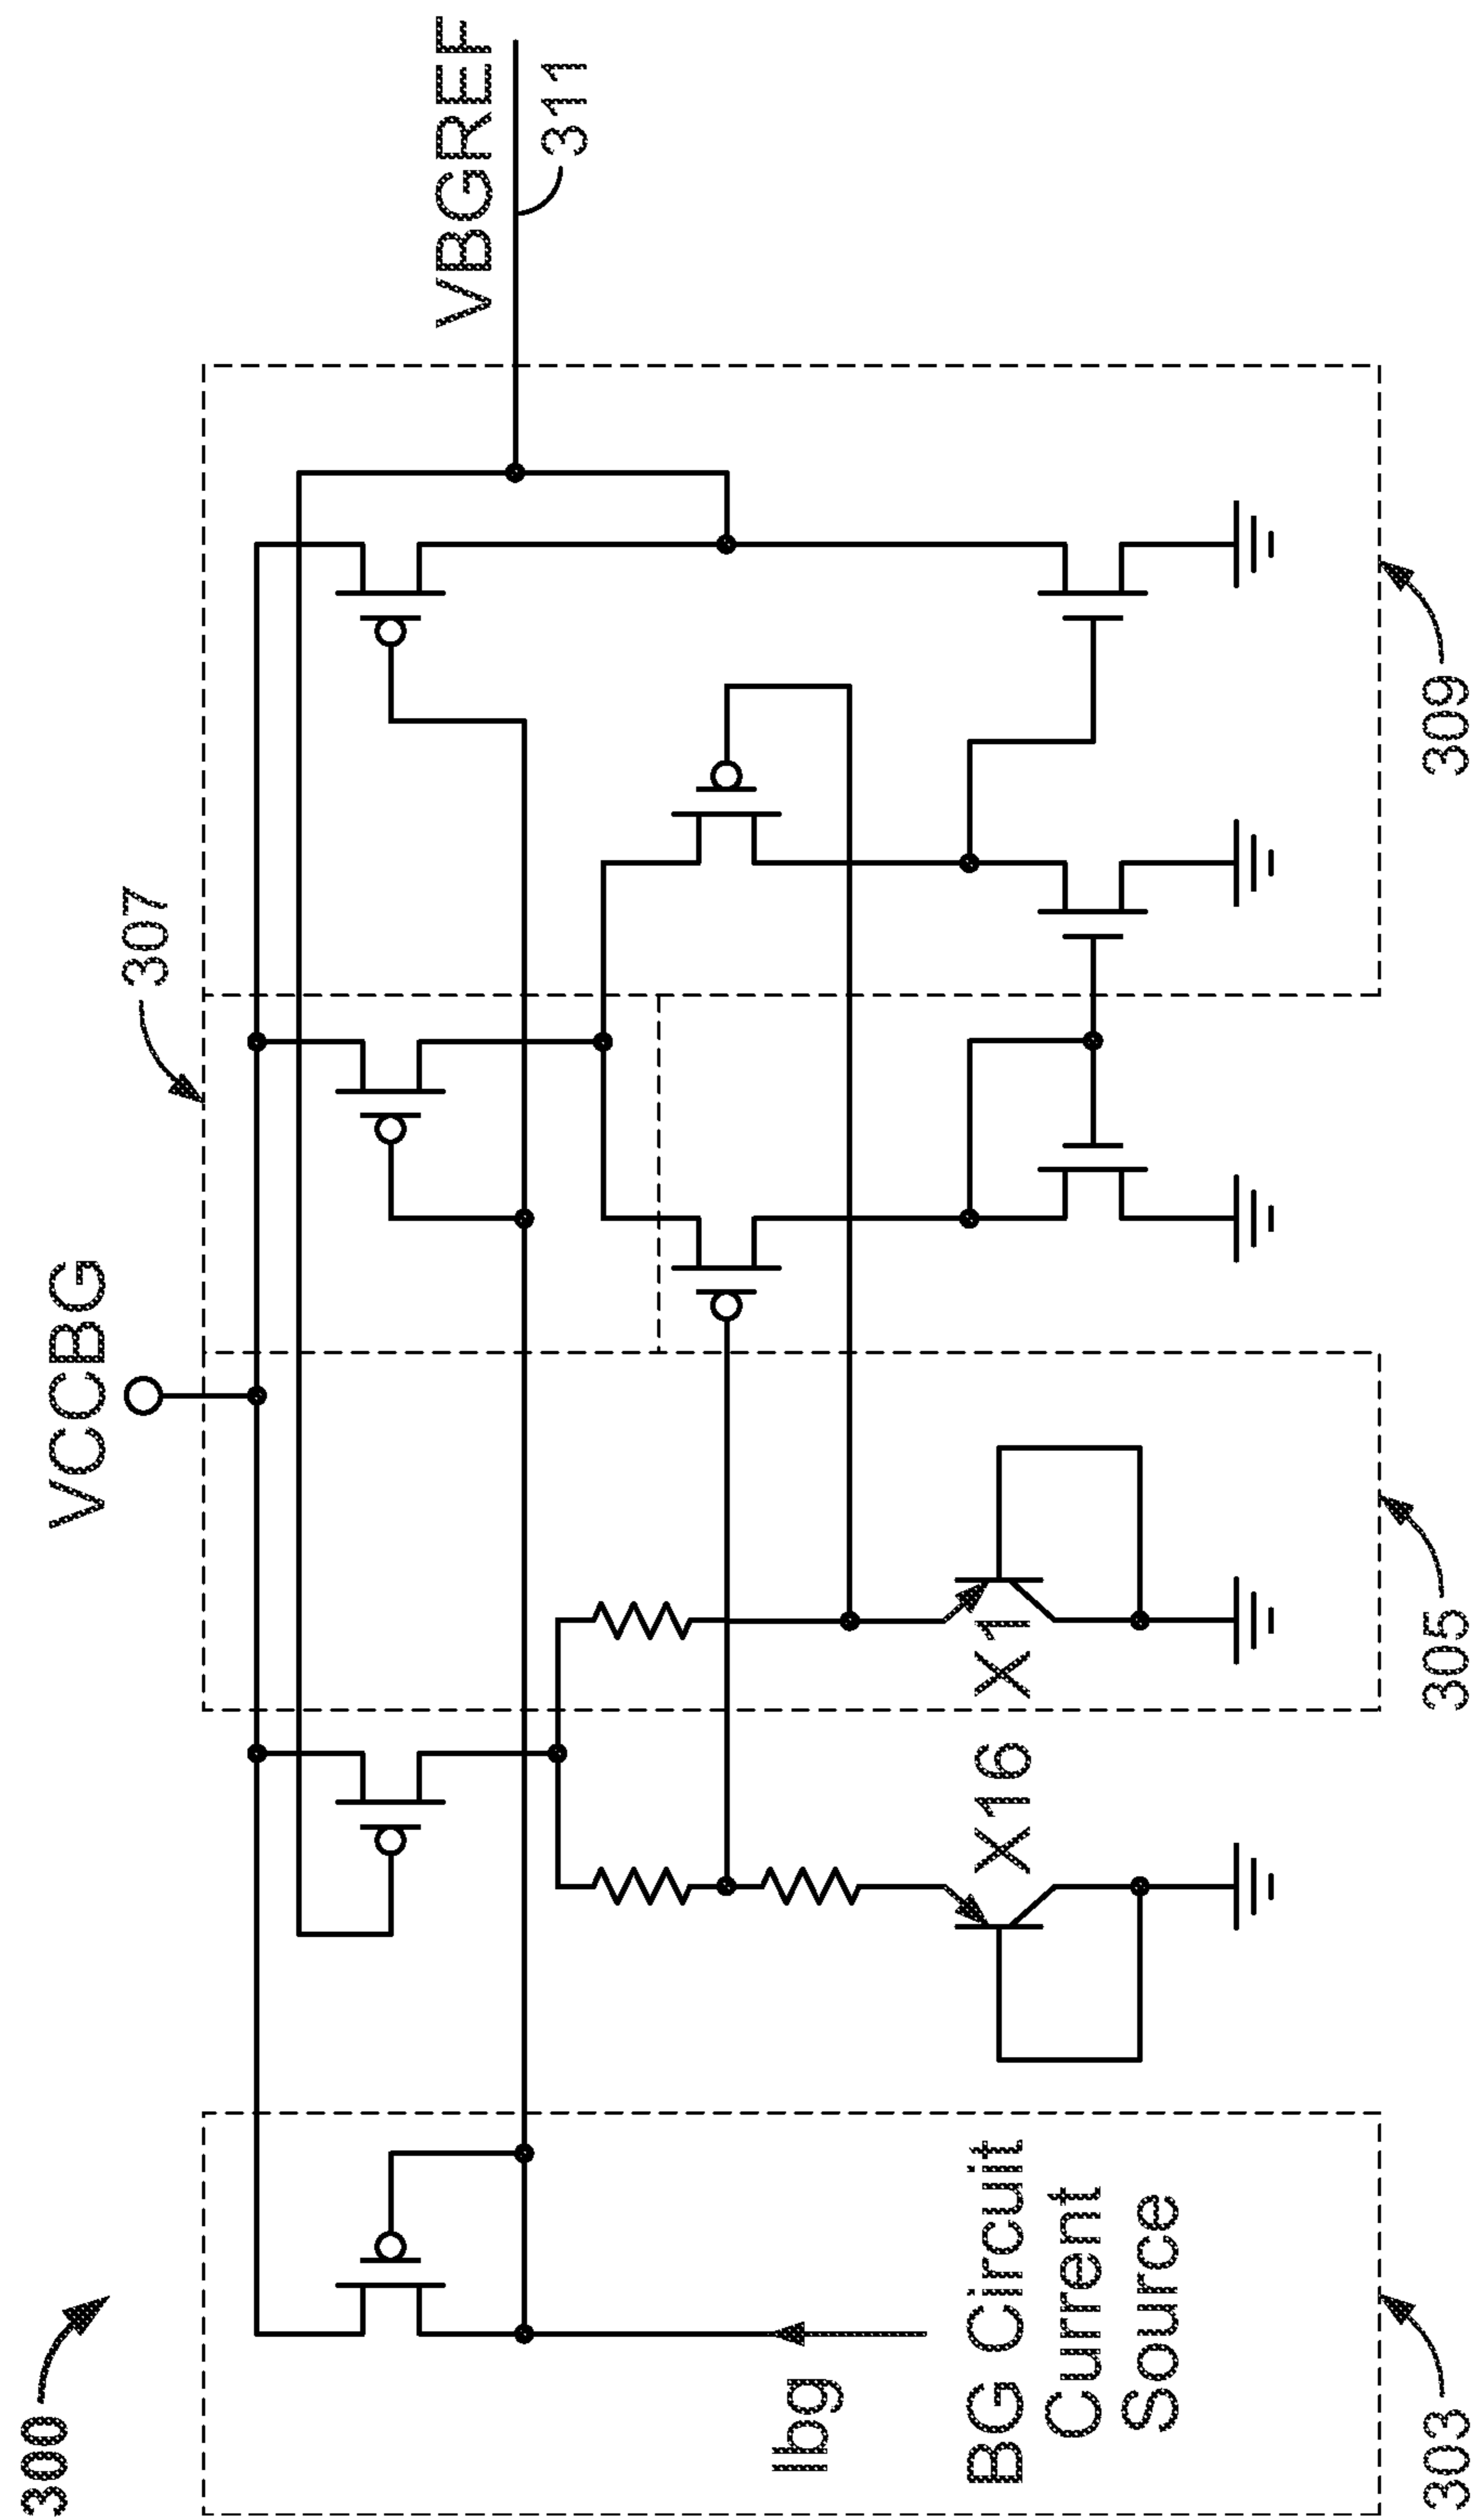 300
VCCBG
307
VBGREF
311
X16
X1
Ibg
BG Circuit
Current
Source
303
305
309